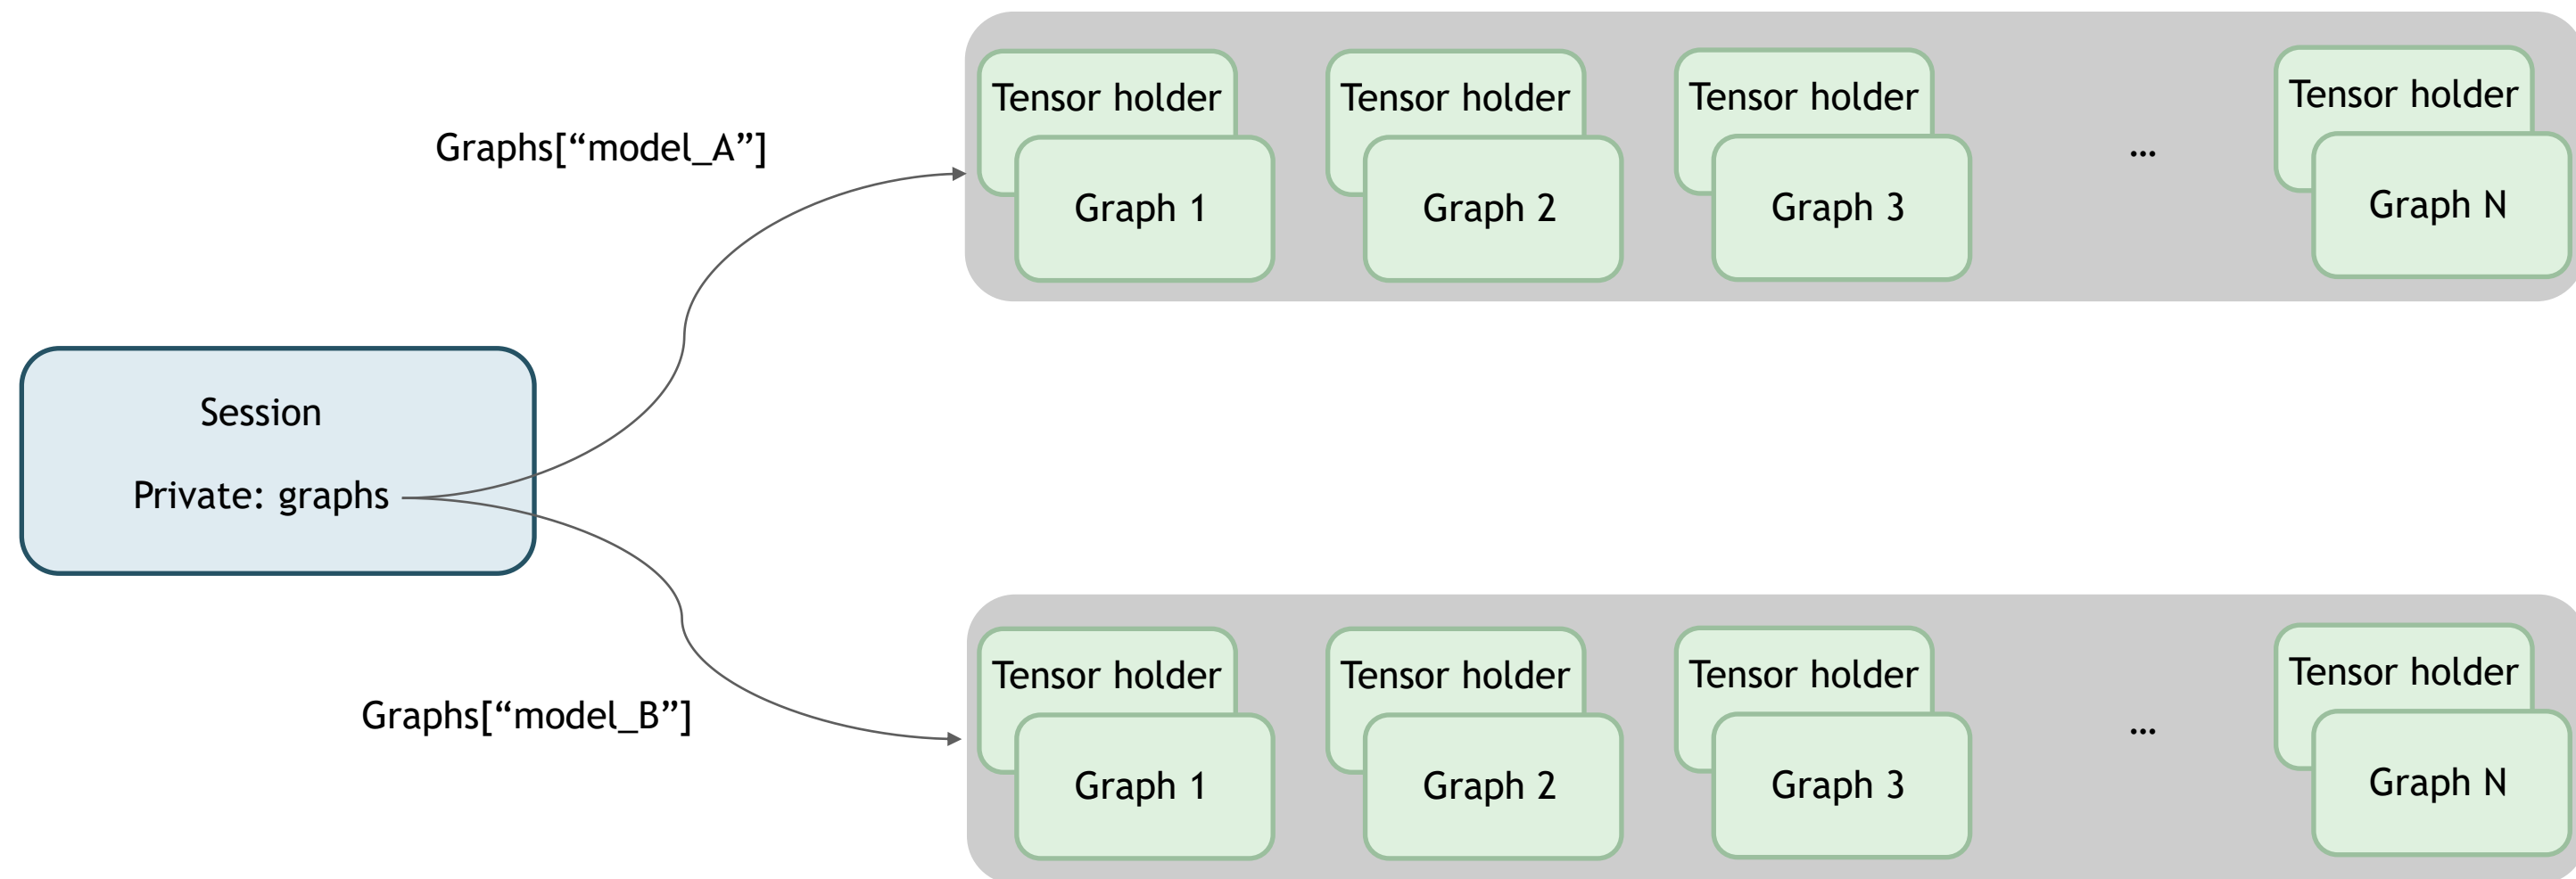 Graphs[“model_A”]
Tensor holder
Graph 1
Tensor holder
Graph 2
Tensor holder
Graph 3
...
Tensor holder
Graph N
Session
Private: graphs
Graphs[“model_B”]
Tensor holder
Graph 1
Tensor holder
Graph 2
Tensor holder
Graph 3
...
Tensor holder
Graph N